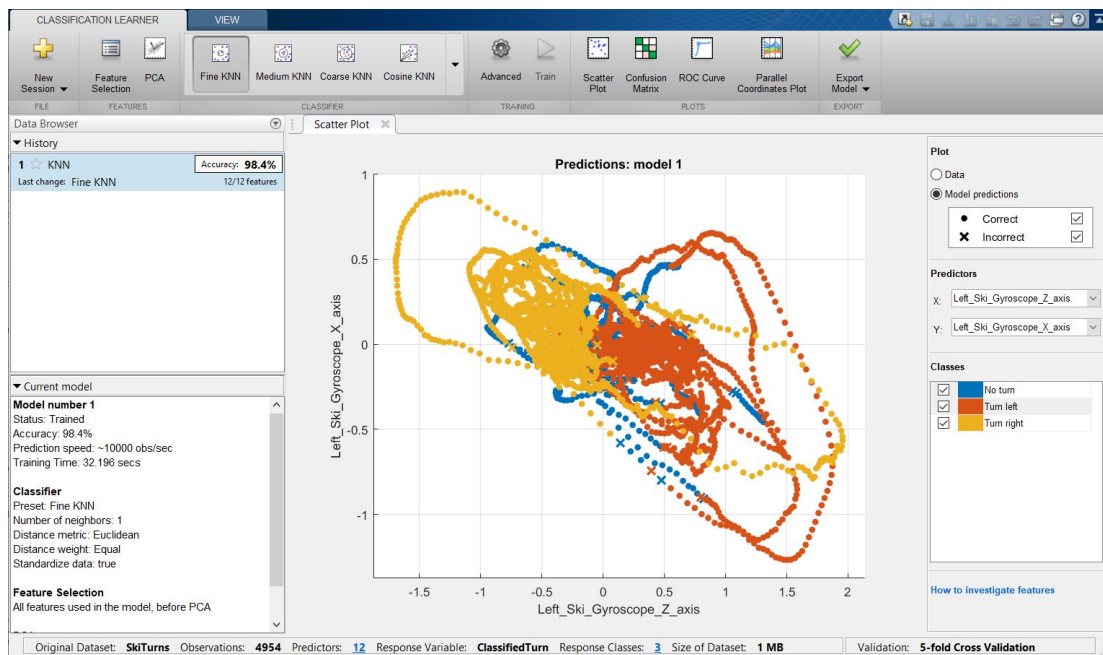 CLASSIFICATION LEARNER
VIEW
New Session
Feature Selection
PCA
Fine KNN
Medium KNN
Coarse KNN
Cosine KNN
Advanced
Train
Scatter Plot
Confusion Matrix
ROC Curve
Parallel Coordinates Plot
Export Model
FILE
FEATURES
CLASSIFIER
TRAINING
PLOTS
EXPORT
Data Browser
History
1 KNN Accuracy: 98.4%
Last change: Fine KNN 12/12 features
Current model
Model number 1
Status: Trained
Accuracy: 98.4%
Prediction speed: ~10000 obs/sec
Training Time: 32.196 secs
Classifier
Preset: Fine KNN
Number of neighbors: 1
Distance metric: Euclidean
Distance weight: Equal
Standardize data: true
Feature Selection
All features used in the model, before PCA
Scatter Plot
Predictions: model 1
1
0.5
0
-0.5
-1
Left_Ski_Gyroscope_X_axis
-1.5 -1 -0.5 0 0.5 1 1.5 2
Left_Ski_Gyroscope_Z_axis
Plot
Data
Model predictions
Correct
Incorrect
Predictors
X: Left_Ski_Gyroscope_Z_axis
Y: Left_Ski_Gyroscope_X_axis
Classes
No turn
Turn left
Turn right
How to investigate features
Original Dataset: SkiTurns Observations: 4954 Predictors: 12 Response Variable: ClassifiedTurn Response Classes: 3 Size of Dataset: 1 MB Validation: 5-fold Cross Validation